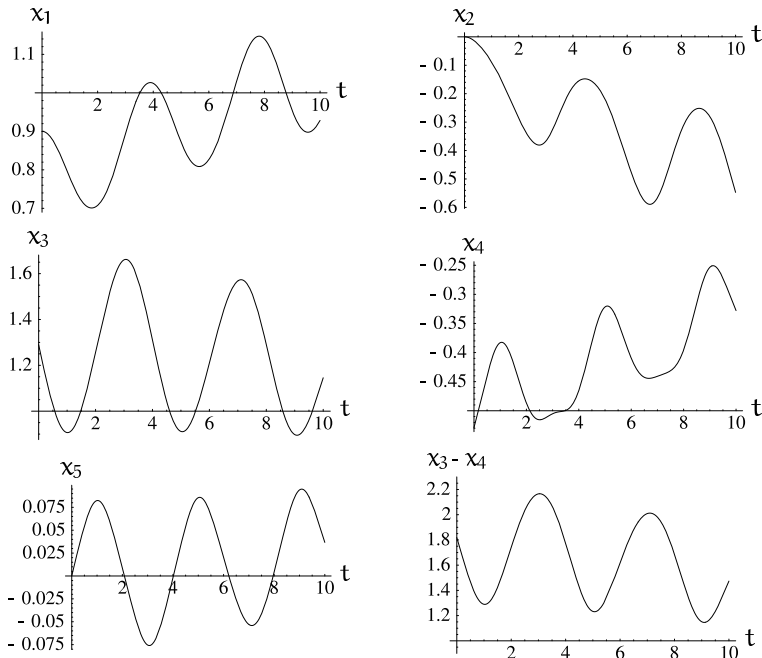 x₁
1.1
2 4 6 8 10 t
0.9
0.8
0.7
x₂
2 4 6 8 10 t
- 0.1
- 0.2
- 0.3
- 0.4
- 0.5
- 0.6
x₃
1.6
1.4
1.2
2 4 6 8 10 t
x₄
- 0.25
- 0.3
- 0.35
- 0.4
- 0.45
2 4 6 8 10 t
x₅
0.075
0.05
0.025
2 4 6 8 10 t
- 0.025
- 0.05
- 0.075
x₃ - x₄
2.2
2
1.8
1.6
1.4
1.2
2 4 6 8 10 t